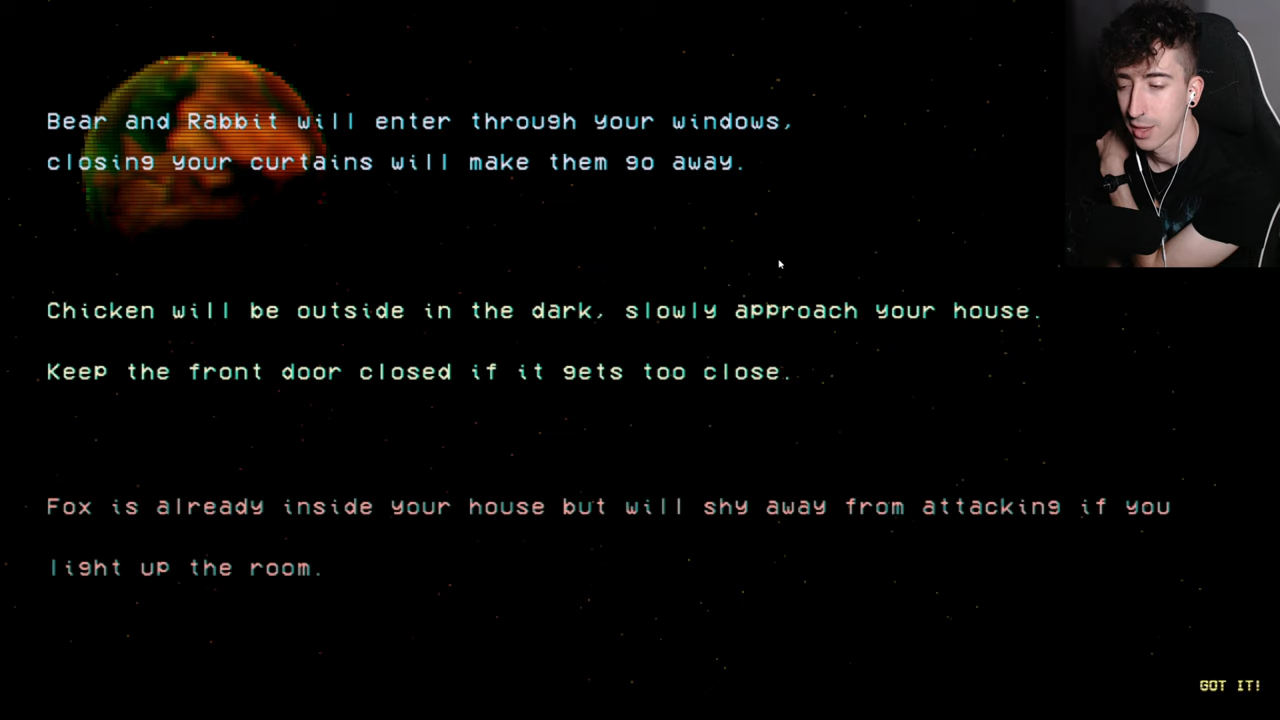 Bear and Rabbit will enter through your windows,
closing your curtains will make them go away.
Chicken will be outside in the dark, slowly approach your house.
Keep the front door closed if it gets too close.
Fox is already inside your house but will shy away from attacking if you
light up the room.
GOT IT!